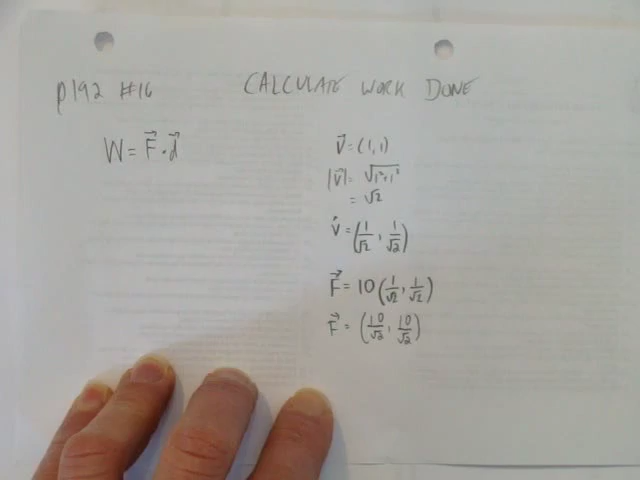 p192 #16 CALCULATE WORK DONE
W = F⃗ · d⃗
v⃗ = (1, 1)
|v⃗| = √(1² + 1²)
= √2
v̂ = (1/√2, 1/√2)
F⃗ = 10(1/√2, 1/√2)
F⃗ = (10/√2, 10/√2)